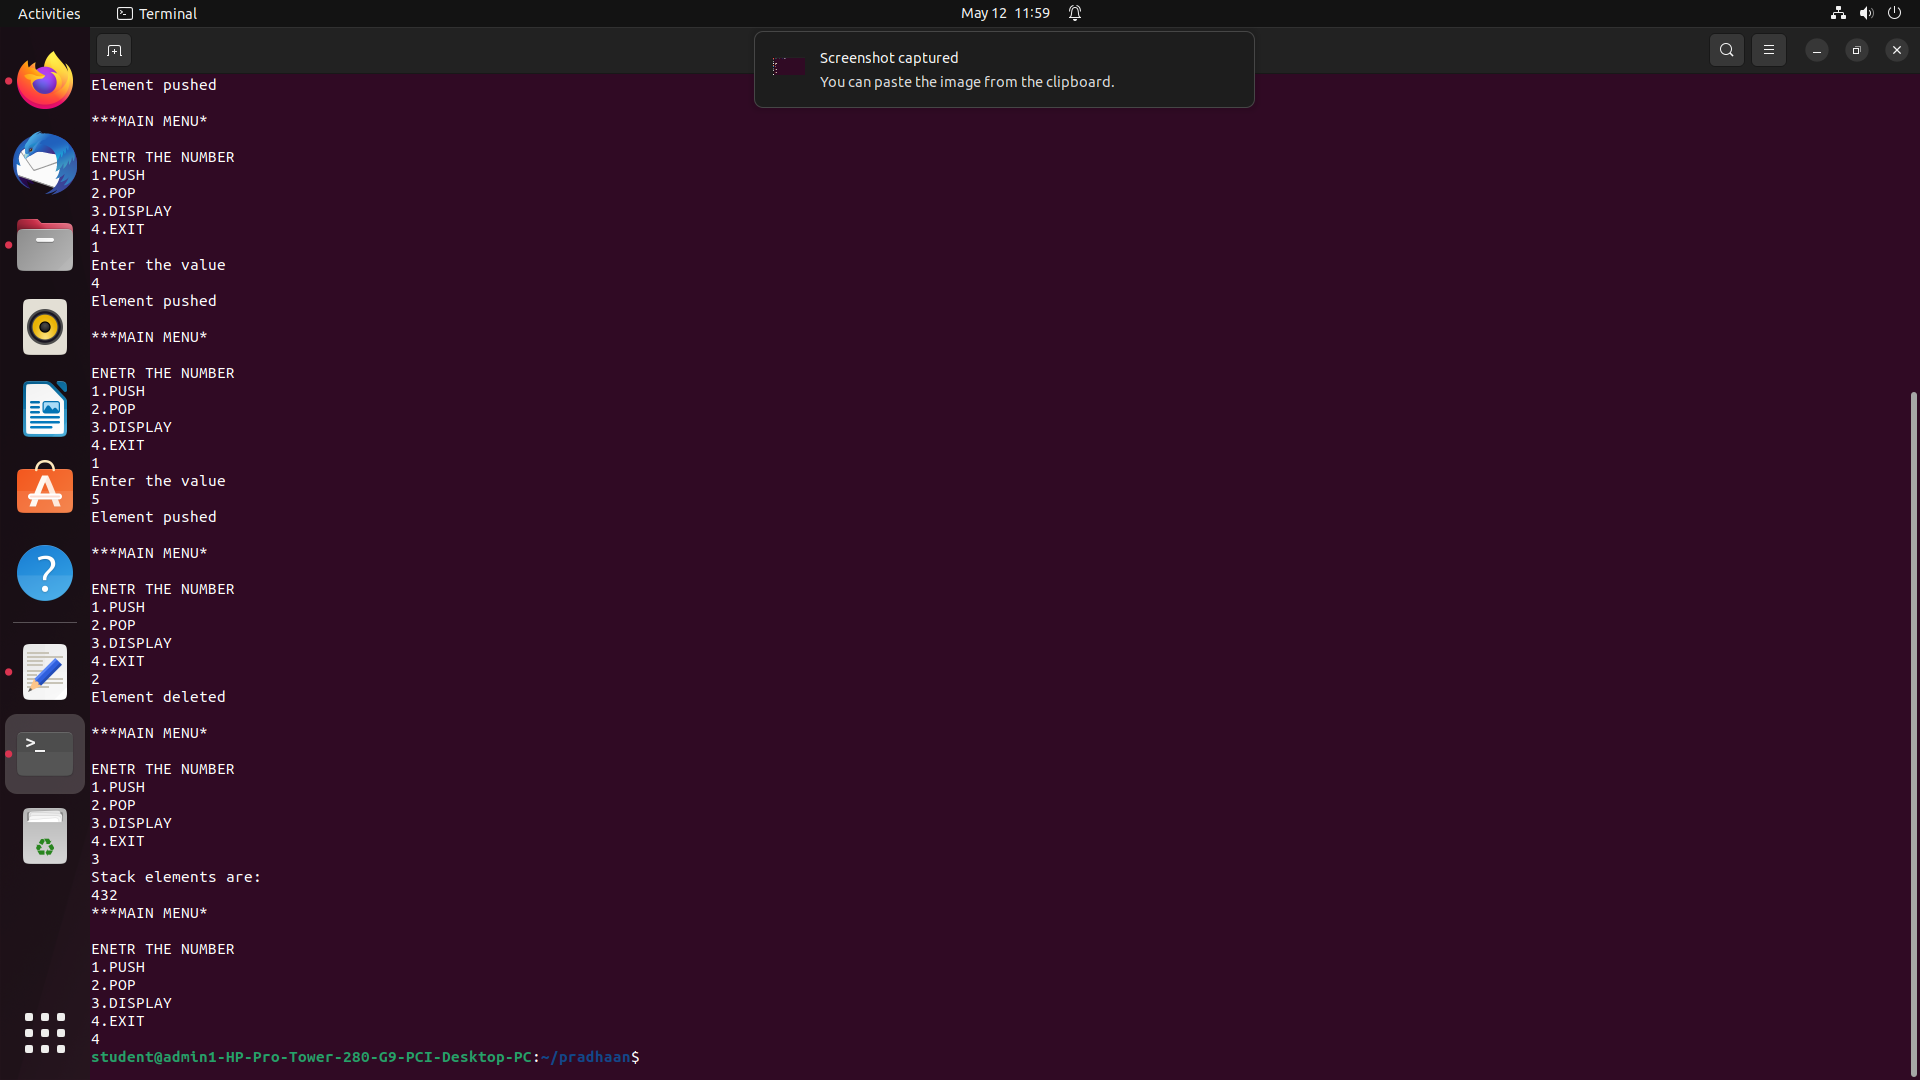 Activities
Terminal
May 12 11:59
Screenshot captured
You can paste the image from the clipboard.
Element pushed
***MAIN MENU*
ENETR THE NUMBER
1.PUSH
2.POP
3.DISPLAY
4.EXIT
1
Enter the value
4
Element pushed
***MAIN MENU*
ENETR THE NUMBER
1.PUSH
2.POP
3.DISPLAY
4.EXIT
1
Enter the value
5
Element pushed
***MAIN MENU*
ENETR THE NUMBER
1.PUSH
2.POP
3.DISPLAY
4.EXIT
2
Element deleted
***MAIN MENU*
ENETR THE NUMBER
1.PUSH
2.POP
3.DISPLAY
4.EXIT
3
Stack elements are:
432
***MAIN MENU*
ENETR THE NUMBER
1.PUSH
2.POP
3.DISPLAY
4.EXIT
4
student@admin1-HP-Pro-Tower-280-G9-PCI-Desktop-PC:~/pradhaan$